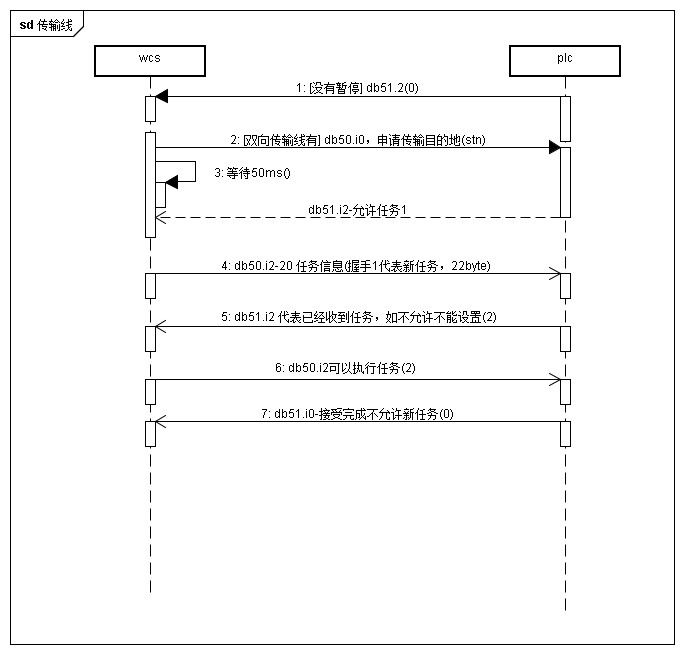 sd 传输线
wcs
plc
1: [没有暂停] db51.2(0)
2: [双向传输线有] db50.i0，申请传输目的地(stn)
3: 等待50ms()
db51.i2-允许任务1
4: db50.i2-20 任务信息(握手1代表新任务，22byte)
5: db51.i2 代表已经收到任务，如不允许不能设置(2)
6: db50.i2可以执行任务(2)
7: db51.i0-接受完成不允许新任务(0)